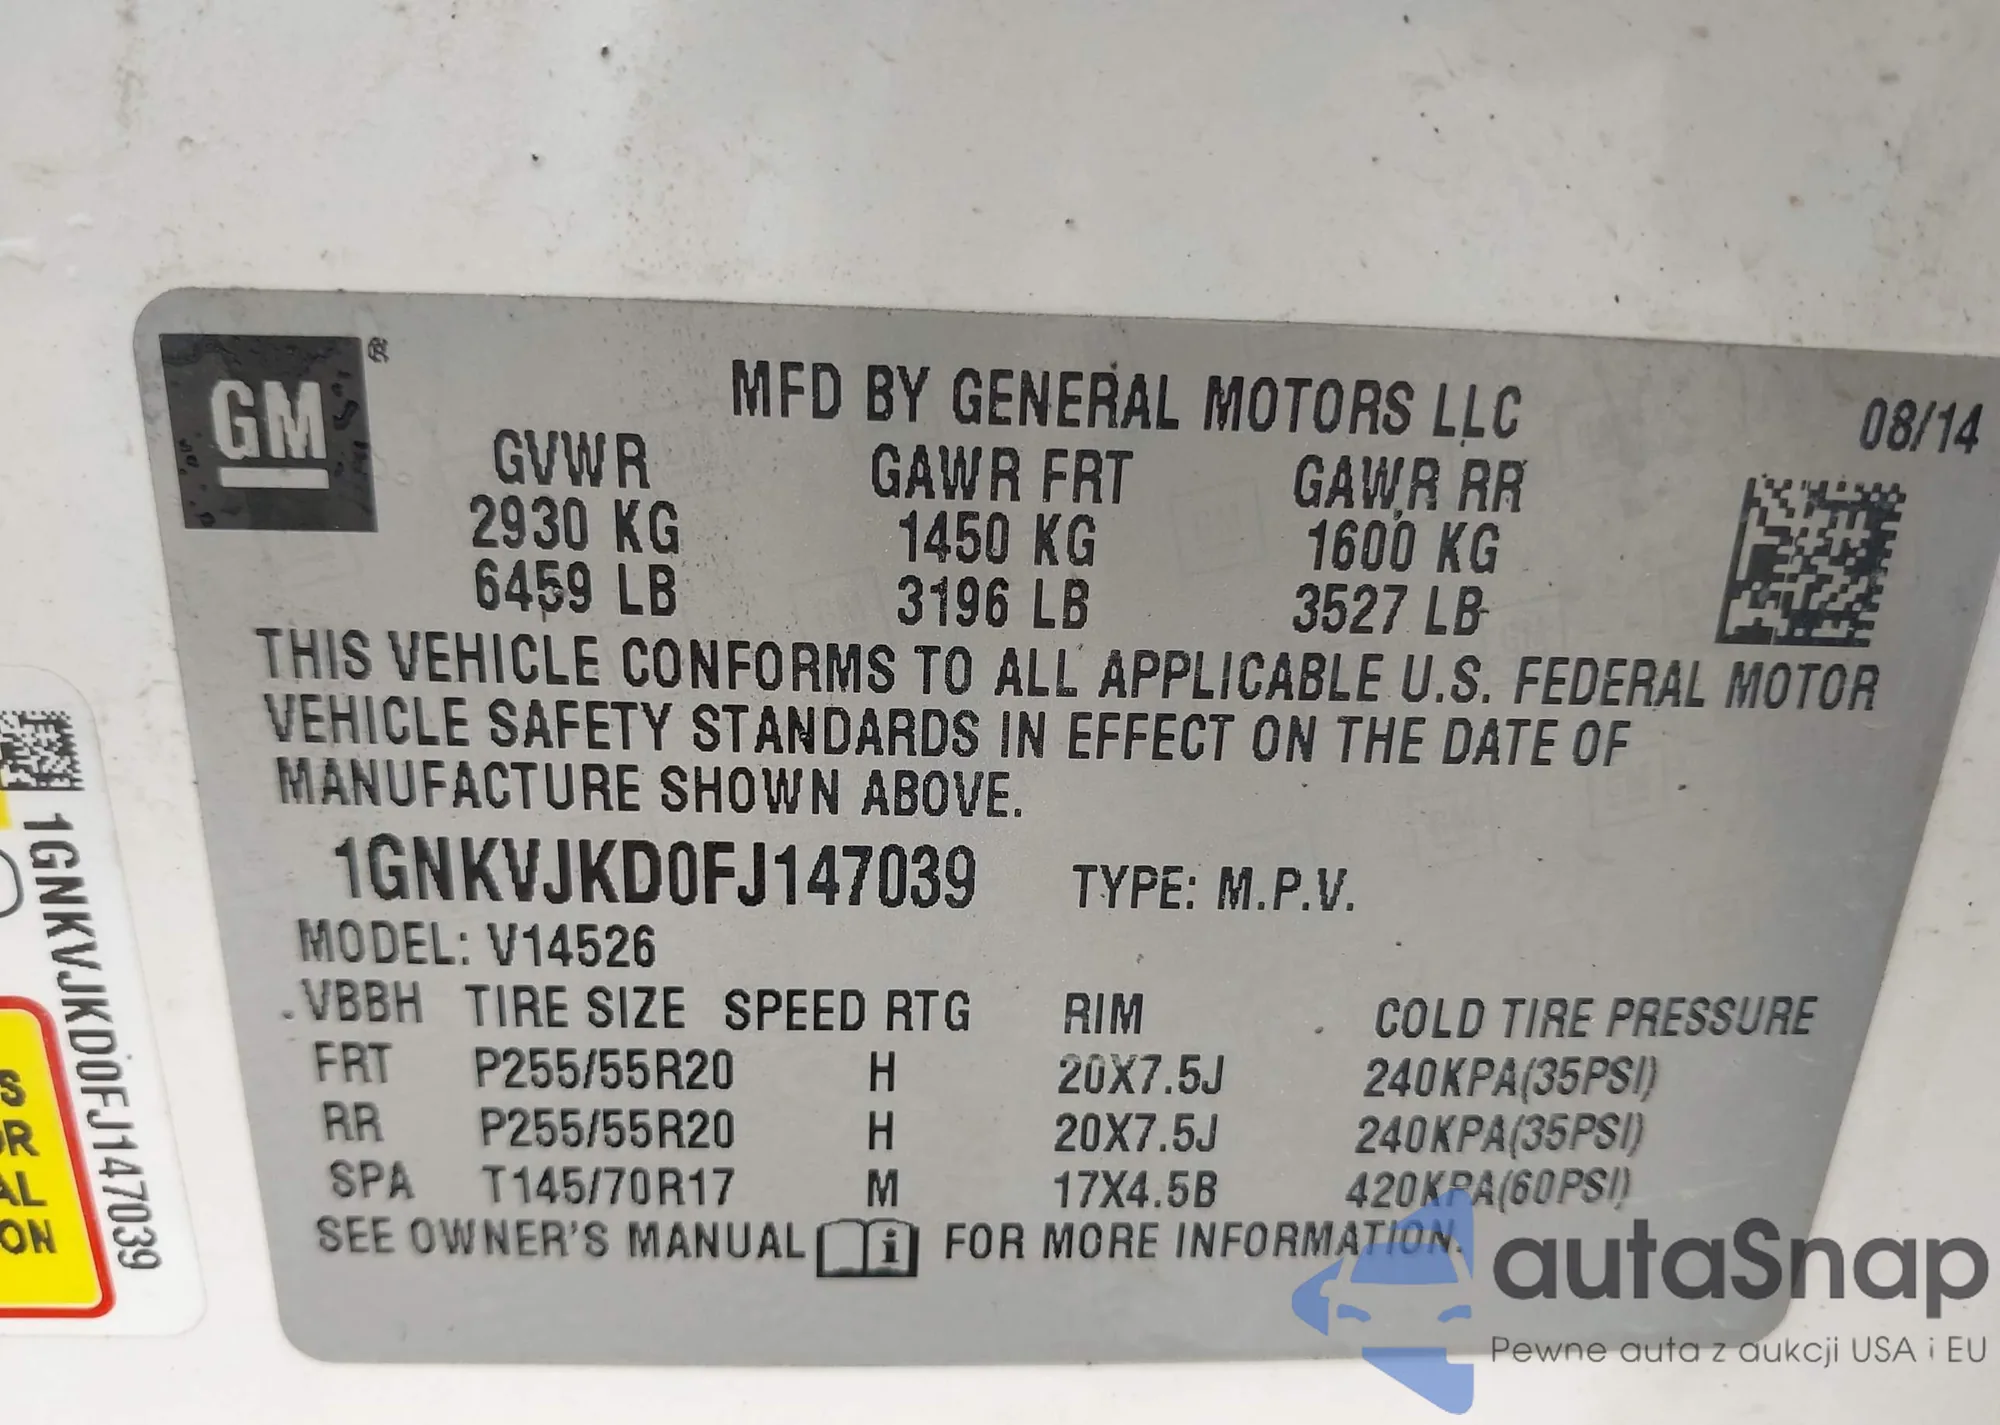 GM
®
MFD BY GENERAL MOTORS LLC
08/14
GVWR GAWR FRT GAWR RR
2930 KG 1450 KG 1600 KG
6459 LB 3196 LB 3527 LB
THIS VEHICLE CONFORMS TO ALL APPLICABLE U.S. FEDERAL MOTOR
VEHICLE SAFETY STANDARDS IN EFFECT ON THE DATE OF
MANUFACTURE SHOWN ABOVE.
1GNKVJKD0FJ147039 TYPE: M.P.V.
MODEL: V14526
VBBH TIRE SIZE SPEED RTG RIM COLD TIRE PRESSURE
FRT P255/55R20 H 20X7.5J 240KPA(35PSI)
RR P255/55R20 H 20X7.5J 240KPA(35PSI)
SPA T145/70R17 M 17X4.5B 420KPA(60PSI)
SEE OWNER'S MANUAL i FOR MORE INFORMATION.
1GNKVJKD0FJ147039
S
OR
AL
ON
autaSnap
Pewne auta z aukcji USA i EU